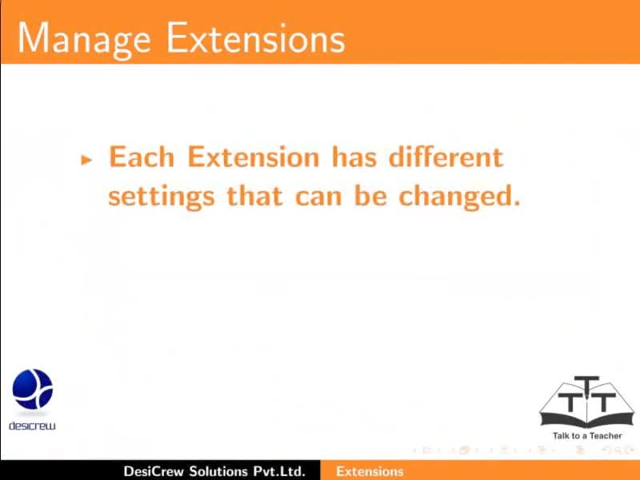 Manage Extensions
Each Extension has different
settings that can be changed.
desicrew
TTT
Talk to a Teacher
DesiCrew Solutions Pvt.Ltd.
Extensions